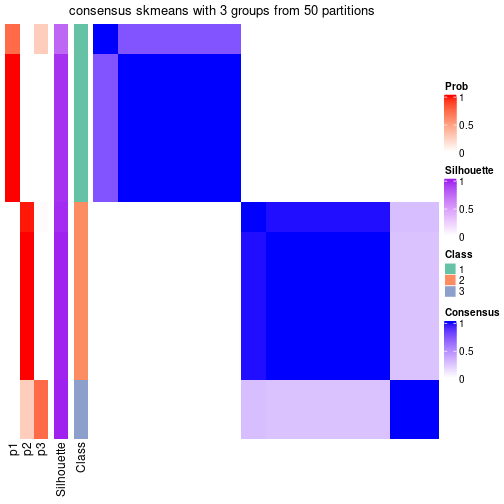 consensus skmeans with 3 groups from 50 partitions
Prob
1
0.5
0
Silhouette
1
0.5
0
Class
1
2
3
Consensus
1
0.5
0
p1
p2
p3
Silhouette
Class